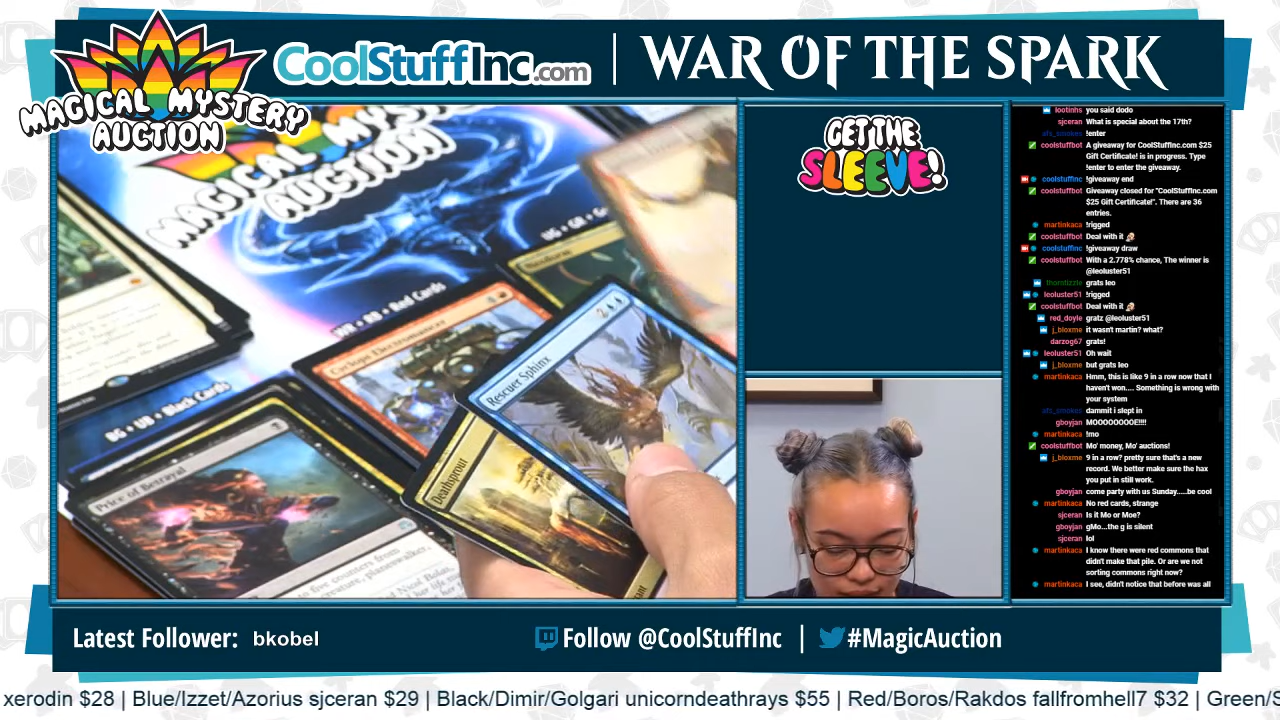 MAGICAL MYSTERY
AUCTION
CoolStuffInc.com
WAR OF THE SPARK
MAGICAL
AUCTION
BG • UB • Black Cards
Price of Betrayal
Rescuer Sphinx
Deathsprout
GET THE
SLEEVE!
lootinhs you said dodo
sjceran What is special about the 17th?
afs_smokes !enter
coolstuffbot A giveaway for CoolStuffInc.com $25
Gift Certificate! is in progress. Type
!enter to enter the giveaway.
coolstuffinc !giveaway end
coolstuffbot Giveaway closed for "CoolStuffInc.com
$25 Gift Certificate!". There are 36
entries.
martinkaca !rigged
coolstuffbot Deal with it
coolstuffinc !giveaway draw
coolstuffbot With a 2.778% chance, The winner is
@leoluster51
thorstizzle grats leo
leoluster51 !rigged
coolstuffbot Deal with it
red_doyle gratz @leoluster51
j_bloxme it wasn't martin? what?
darzog67 grats!
leoluster51 Oh wait
j_bloxme but grats leo
martinkaca Hmm, this is like 9 in a row now that I
haven't won.... Something is wrong with
your system
afs_smokes dammit i slept in
gboyjan MOOOOOOOE!!!!
martinkaca !mo
coolstuffbot Mo' money, Mo' auctions!
j_bloxme 9 in a row? pretty sure that's a new
record. We better make sure the hax
you put in still work.
gboyjan come party with us Sunday.....be cool
martinkaca No red cards, strange
sjceran Is it Mo or Moe?
gboyjan gMo...the g is silent
sjceran lol
martinkaca I know there were red commons that
didn't make that pile. Or are we not
sorting commons right now?
martinkaca I see, didn't notice that before was all
Latest Follower: bkobel
Follow @CoolStuffInc | #MagicAuction
xerodin $28 | Blue/Izzet/Azorius sjceran $29 | Black/Dimir/Golgari unicorndeathrays $55 | Red/Boros/Rakdos fallfromhell7 $32 | Green/S